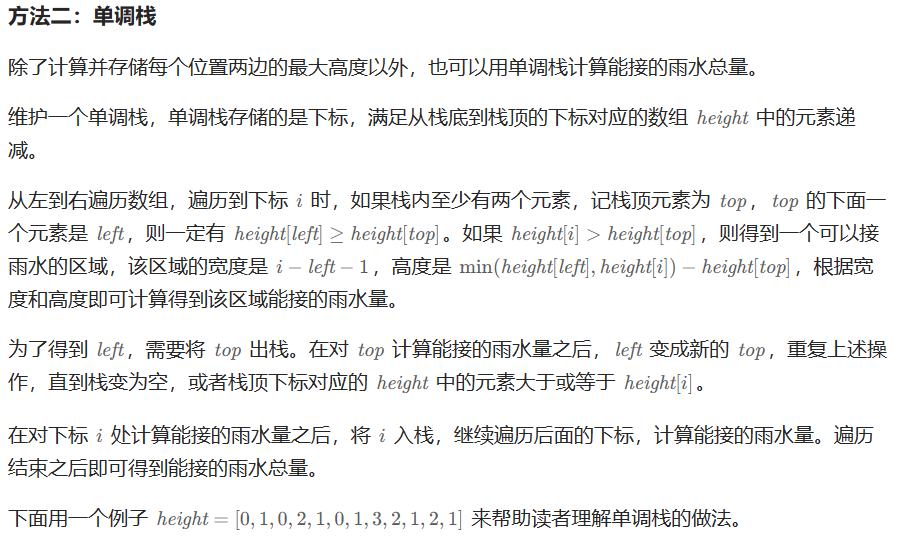 方法二：单调栈
除了计算并存储每个位置两边的最大高度以外，也可以用单调栈计算能接的雨水总量。
维护一个单调栈，单调栈存储的是下标，满足从栈底到栈顶的下标对应的数组 height 中的元素递
减。
从左到右遍历数组，遍历到下标 i 时，如果栈内至少有两个元素，记栈顶元素为 top，top 的下面一
个元素是 left，则一定有 height[left] ≥ height[top]。如果 height[i] > height[top]，则得到一个可以接
雨水的区域，该区域的宽度是 i − left − 1，高度是 min(height[left], height[i]) − height[top]，根据宽
度和高度即可计算得到该区域能接的雨水量。
为了得到 left，需要将 top 出栈。在对 top 计算能接的雨水量之后，left 变成新的 top，重复上述操
作，直到栈变为空，或者栈顶下标对应的 height 中的元素大于或等于 height[i]。
在对下标 i 处计算能接的雨水量之后，将 i 入栈，继续遍历后面的下标，计算能接的雨水量。遍历
结束之后即可得到能接的雨水总量。
下面用一个例子 height = [0, 1, 0, 2, 1, 0, 1, 3, 2, 1, 2, 1] 来帮助读者理解单调栈的做法。